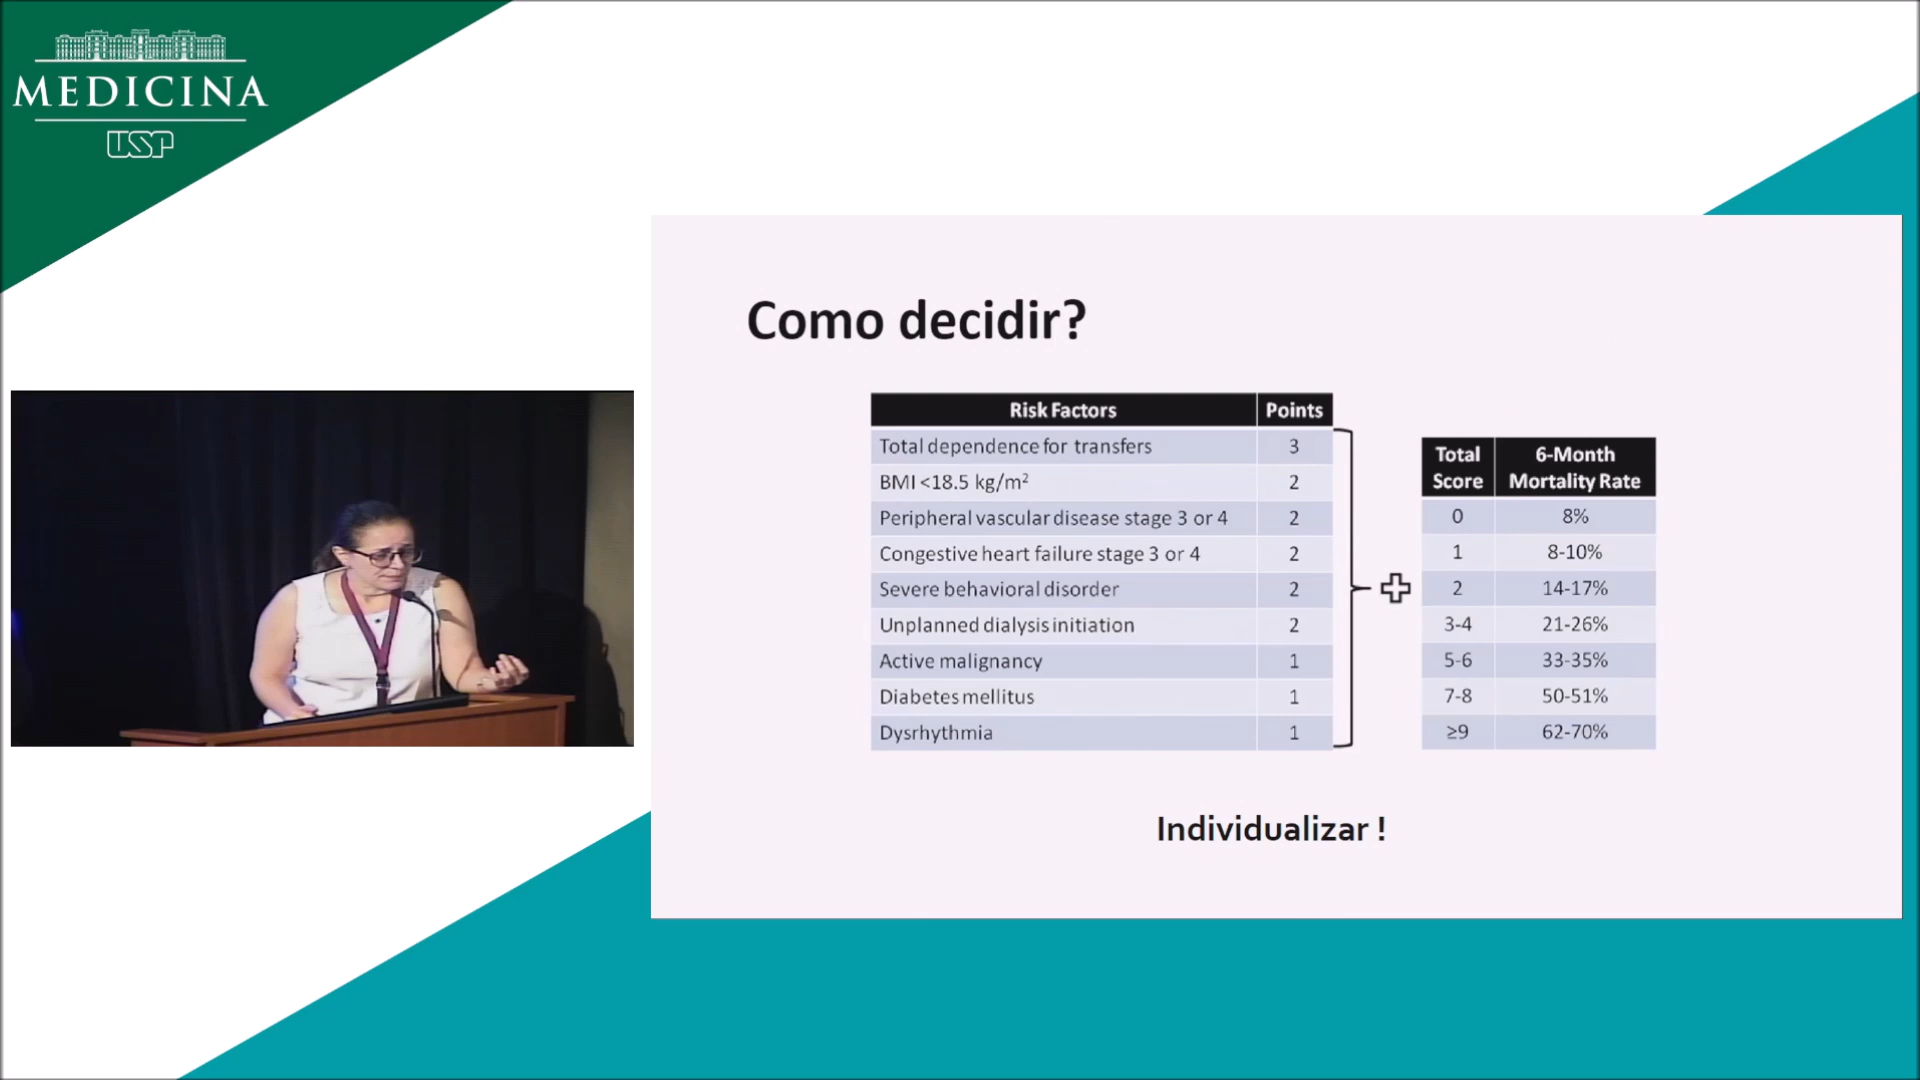 MEDICINA
USP
Como decidir?
Risk Factors Points
Total dependence for transfers 3
BMI <18.5 kg/m² 2
Peripheral vascular disease stage 3 or 4 2
Congestive heart failure stage 3 or 4 2
Severe behavioral disorder 2
Unplanned dialysis initiation 2
Active malignancy 1
Diabetes mellitus 1
Dysrhythmia 1
Total Score 6-Month Mortality Rate
0 8%
1 8-10%
2 14-17%
3-4 21-26%
5-6 33-35%
7-8 50-51%
≥9 62-70%
Individualizar !